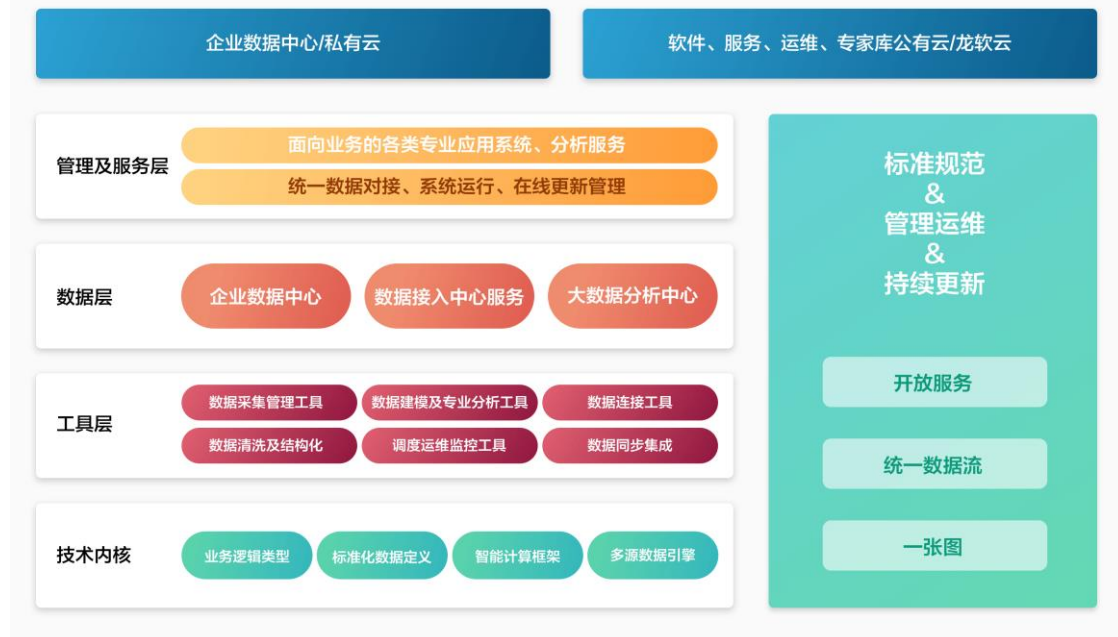 企业数据中心/私有云
软件、服务、运维、专家库公有云/龙软云
管理及服务层
面向业务的各类专业应用系统、分析服务
统一数据对接、系统运行、在线更新管理
数据层
企业数据中心
数据接入中心服务
大数据分析中心
工具层
数据采集管理工具
数据建模及专业分析工具
数据连接工具
数据清洗及结构化
调度运维监控工具
数据同步集成
技术内核
业务逻辑类型
标准化数据定义
智能计算框架
多源数据引擎
标准规范
&
管理运维
&
持续更新
开放服务
统一数据流
一张图